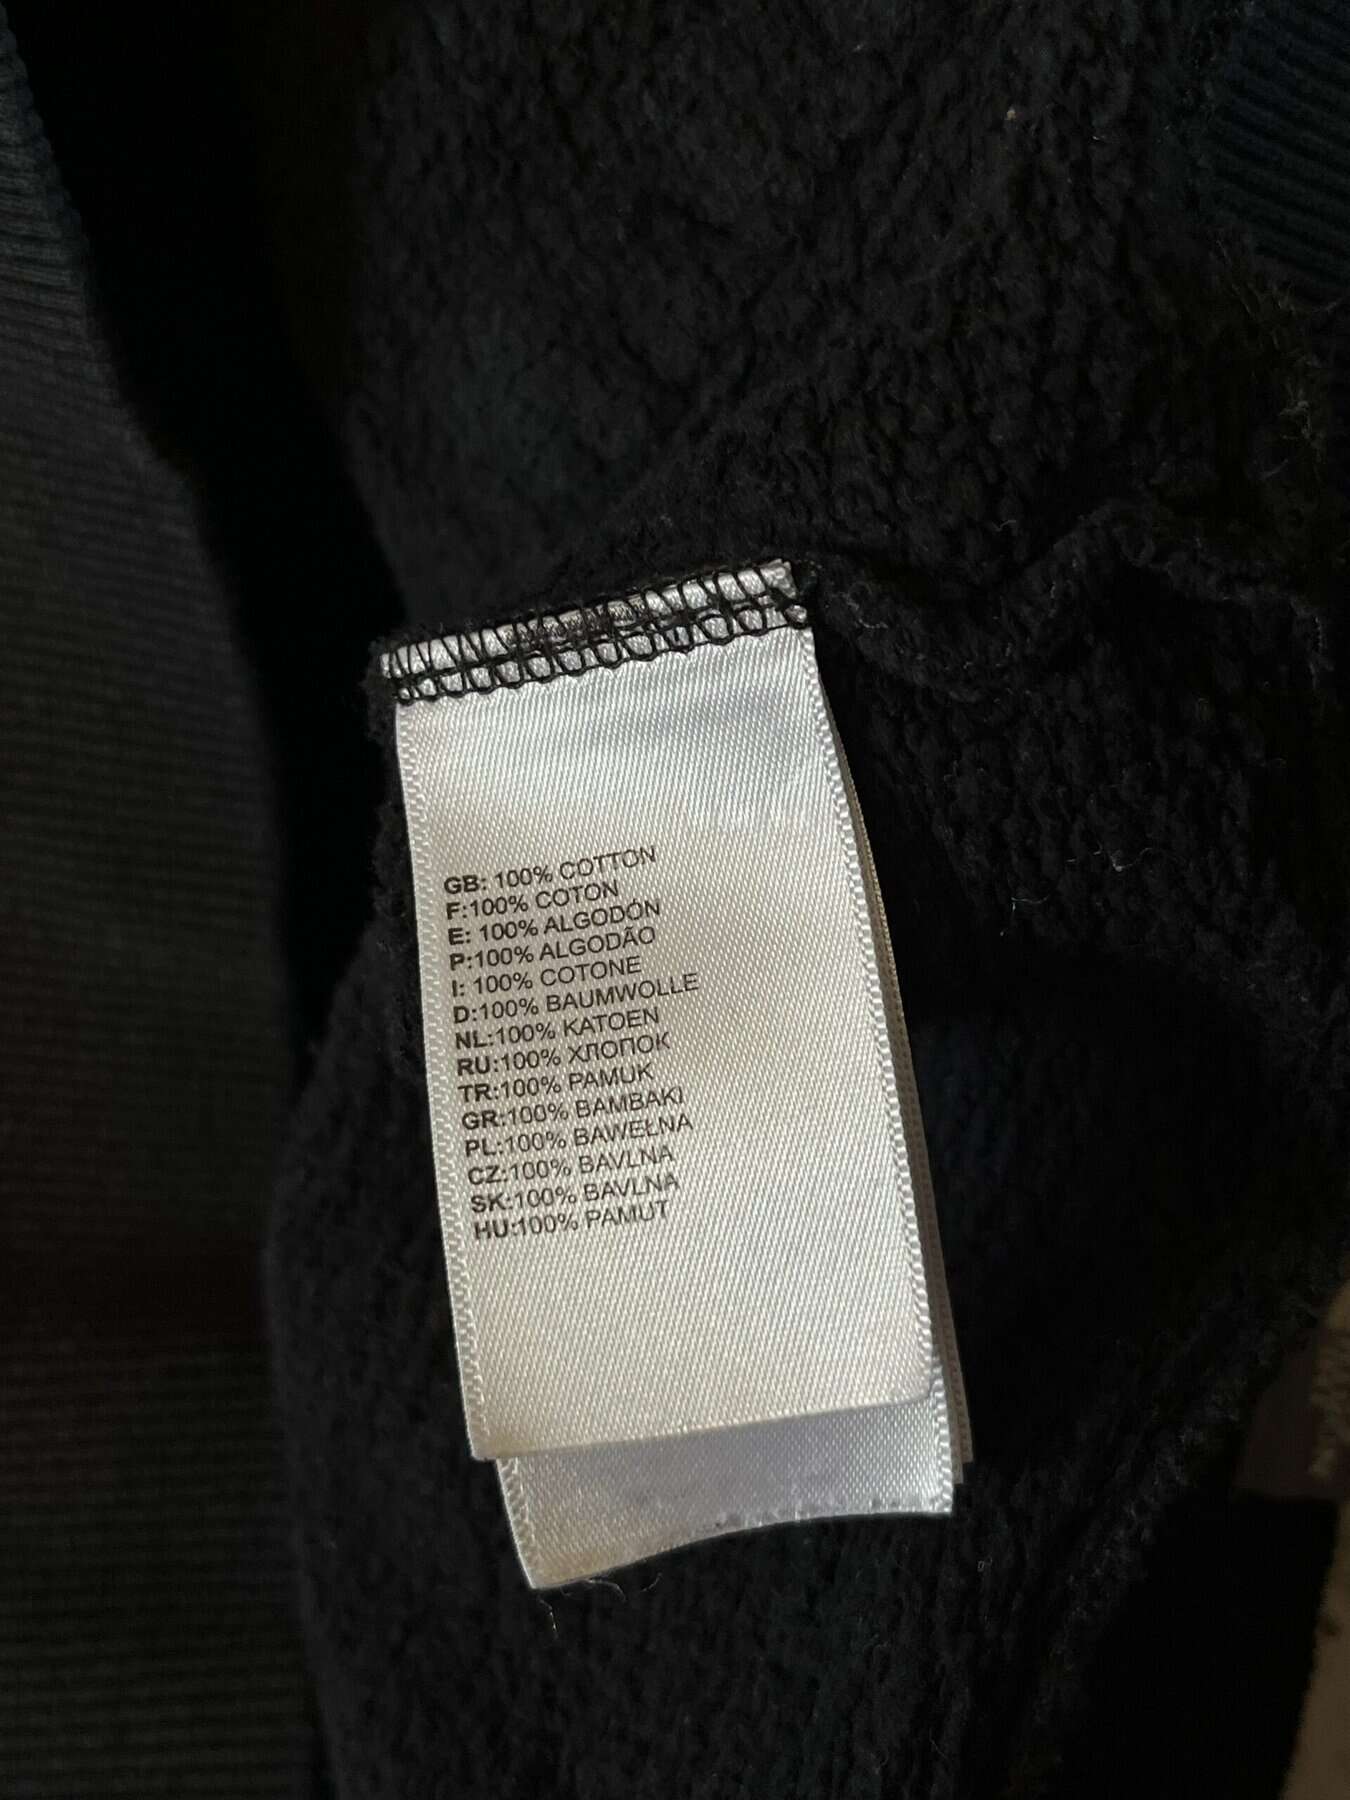 GB: 100% COTTON
F:100% COTON
E: 100% ALGODÓN
P:100% ALGODÃO
I: 100% COTONE
D:100% BAUMWOLLE
NL:100% KATOEN
RU:100% ХЛОПОК
TR:100% PAMUK
GR:100% BAMBAKI
PL:100% BAWEŁNA
CZ:100% BAVLNA
SK:100% BAVLNA
HU:100% PAMUT